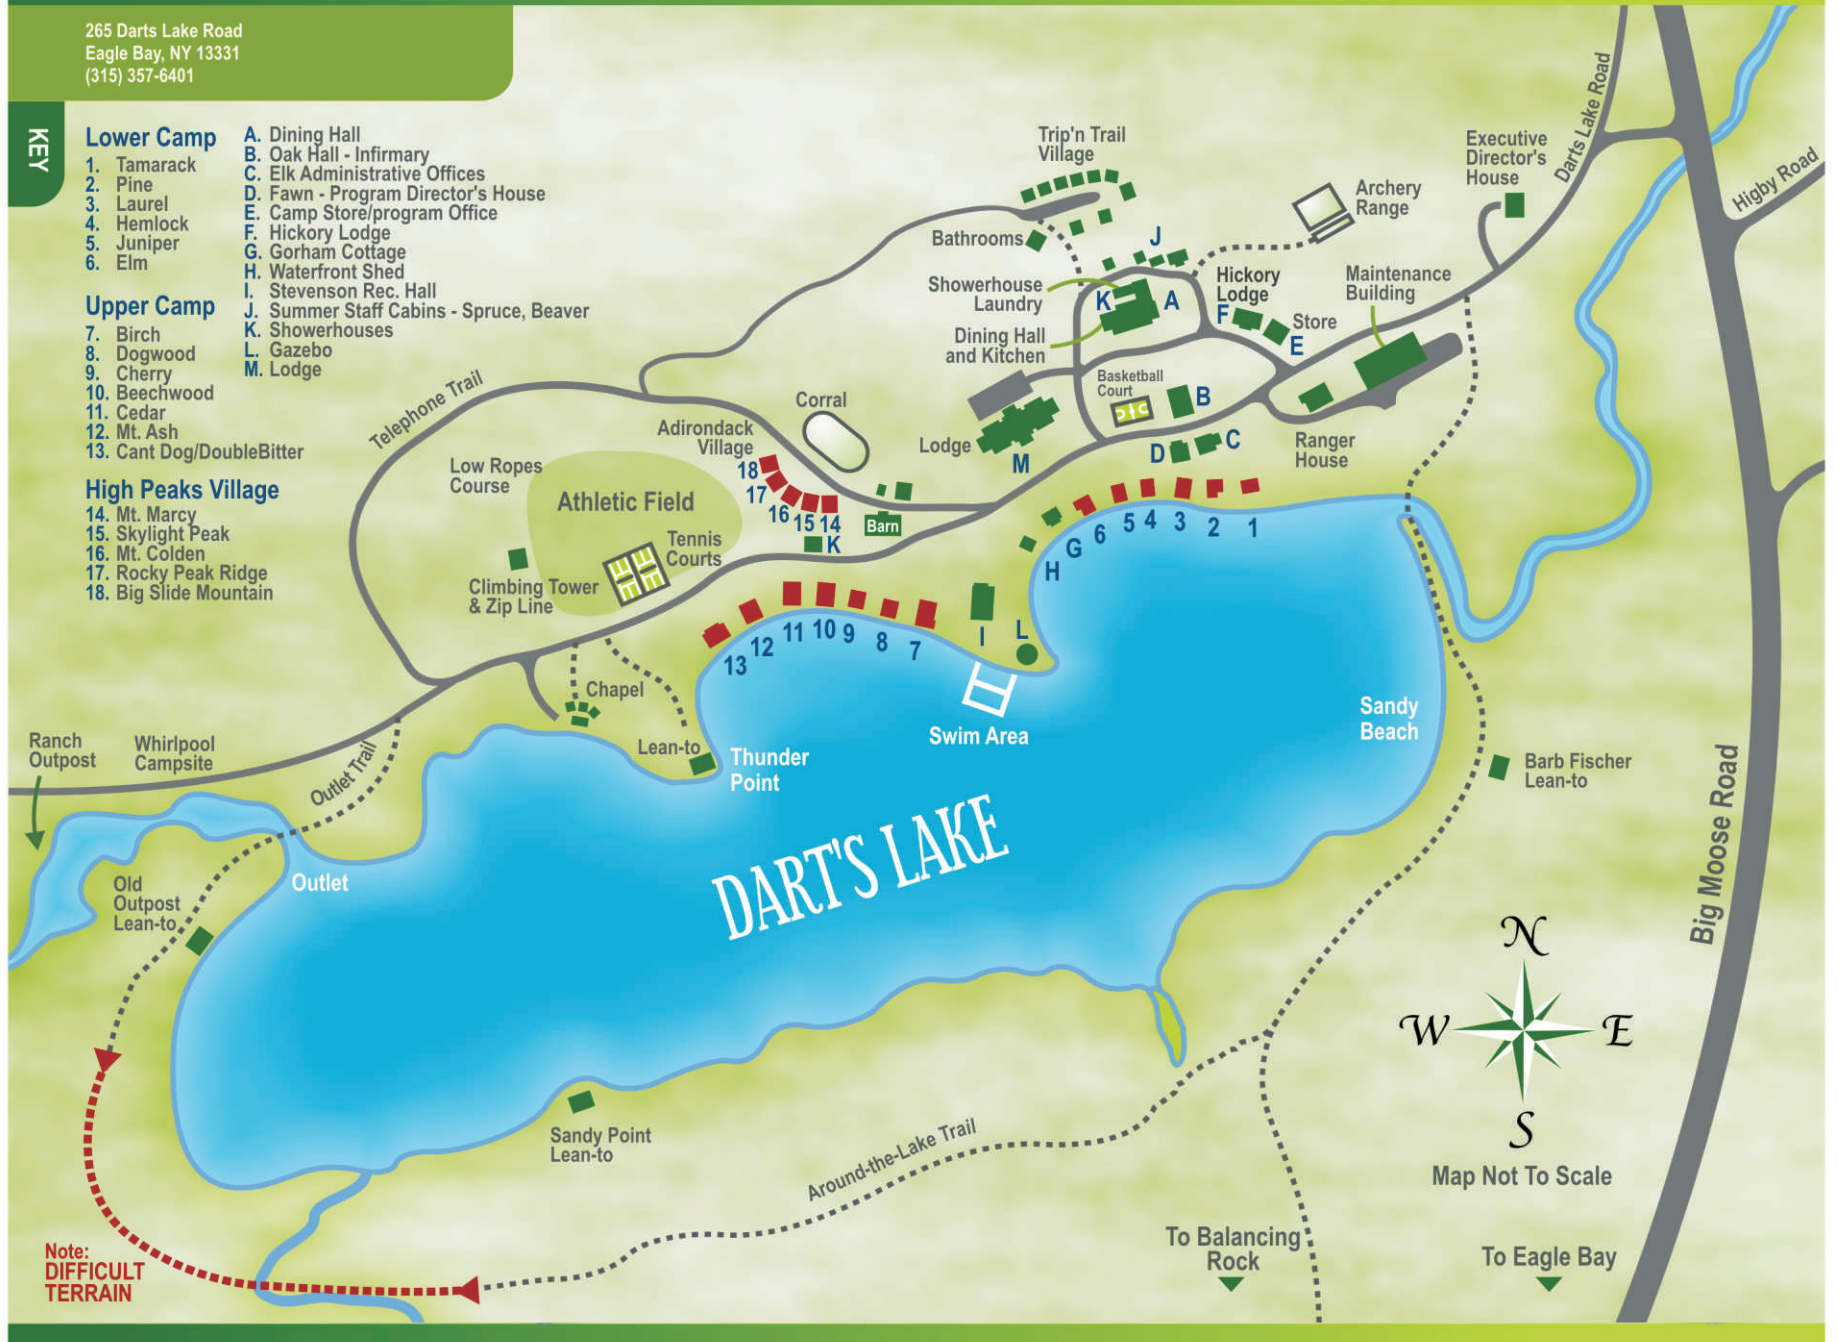 265 Darts Lake Road
Eagle Bay, NY 13331
(315) 357-6401
KEY
Lower Camp
1. Tamarack
2. Pine
3. Laurel
4. Hemlock
5. Juniper
6. Elm
Upper Camp
7. Birch
8. Dogwood
9. Cherry
10. Beechwood
11. Cedar
12. Mt. Ash
13. Cant Dog/DoubleBitter
High Peaks Village
14. Mt. Marcy
15. Skylight Peak
16. Mt. Colden
17. Rocky Peak Ridge
18. Big Slide Mountain
A. Dining Hall
B. Oak Hall - Infirmary
C. Elk Administrative Offices
D. Fawn - Program Director's House
E. Camp Store/program Office
F. Hickory Lodge
G. Gorham Cottage
H. Waterfront Shed
I. Stevenson Rec. Hall
J. Summer Staff Cabins - Spruce, Beaver
K. Showerhouses
L. Gazebo
M. Lodge
Trip'n Trail
Village
Bathrooms
J
Archery
Range
Executive
Director's
House
Darts Lake Road
Higby Road
Showerhouse
Laundry
K
A
Hickory
Lodge
F
Store
E
Maintenance
Building
Dining Hall
and Kitchen
Basketball
Court
B
Lodge
M
D
C
Ranger
House
Telephone Trail
Corral
Adirondack
Village
18
17
16
15
14
K
Barn
Low Ropes
Course
Athletic Field
Tennis
Courts
Climbing Tower
& Zip Line
6
5
4
3
2
1
G
H
I
L
13
12
11
10
9
8
7
Chapel
Lean-to
Thunder
Point
Swim Area
Sandy
Beach
Ranch
Outpost
Whirlpool
Campsite
Outlet Trail
Barb Fischer
Lean-to
Big Moose Road
DART'S LAKE
Outlet
Old
Outpost
Lean-to
N
W
E
S
Map Not To Scale
Sandy Point
Lean-to
Around-the-Lake Trail
To Balancing
Rock
To Eagle Bay
Note:
DIFFICULT
TERRAIN